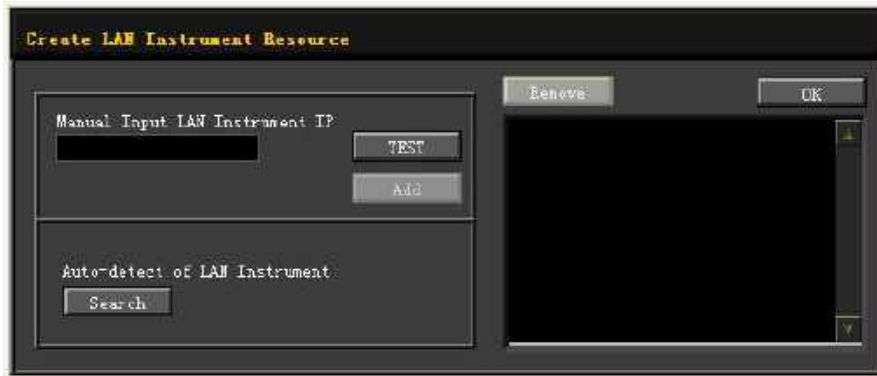 Create LAN Instrument Resource
Remove
OK
Manual Input LAN Instrument IP
TEST
Add
Auto-detect of LAN Instrument
Search